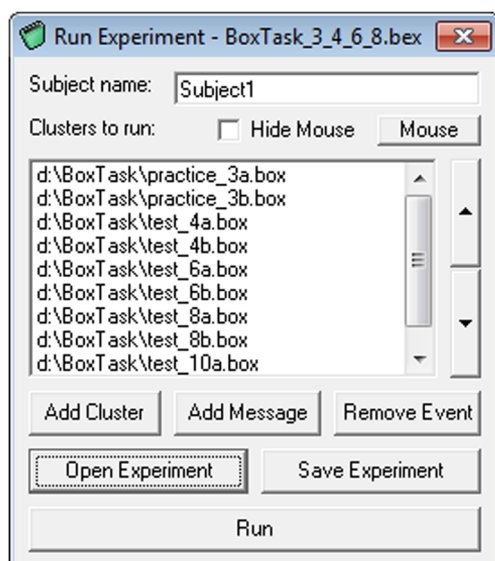 Run Experiment - BoxTask_3_4_6_8.bex
Subject name: Subject1
Clusters to run: Hide Mouse Mouse
d:\BoxTask\practice_3a.box
d:\BoxTask\practice_3b.box
d:\BoxTask\test_4a.box
d:\BoxTask\test_4b.box
d:\BoxTask\test_6a.box
d:\BoxTask\test_6b.box
d:\BoxTask\test_8a.box
d:\BoxTask\test_8b.box
d:\BoxTask\test_10a.box
Add Cluster Add Message Remove Event
Open Experiment Save Experiment
Run